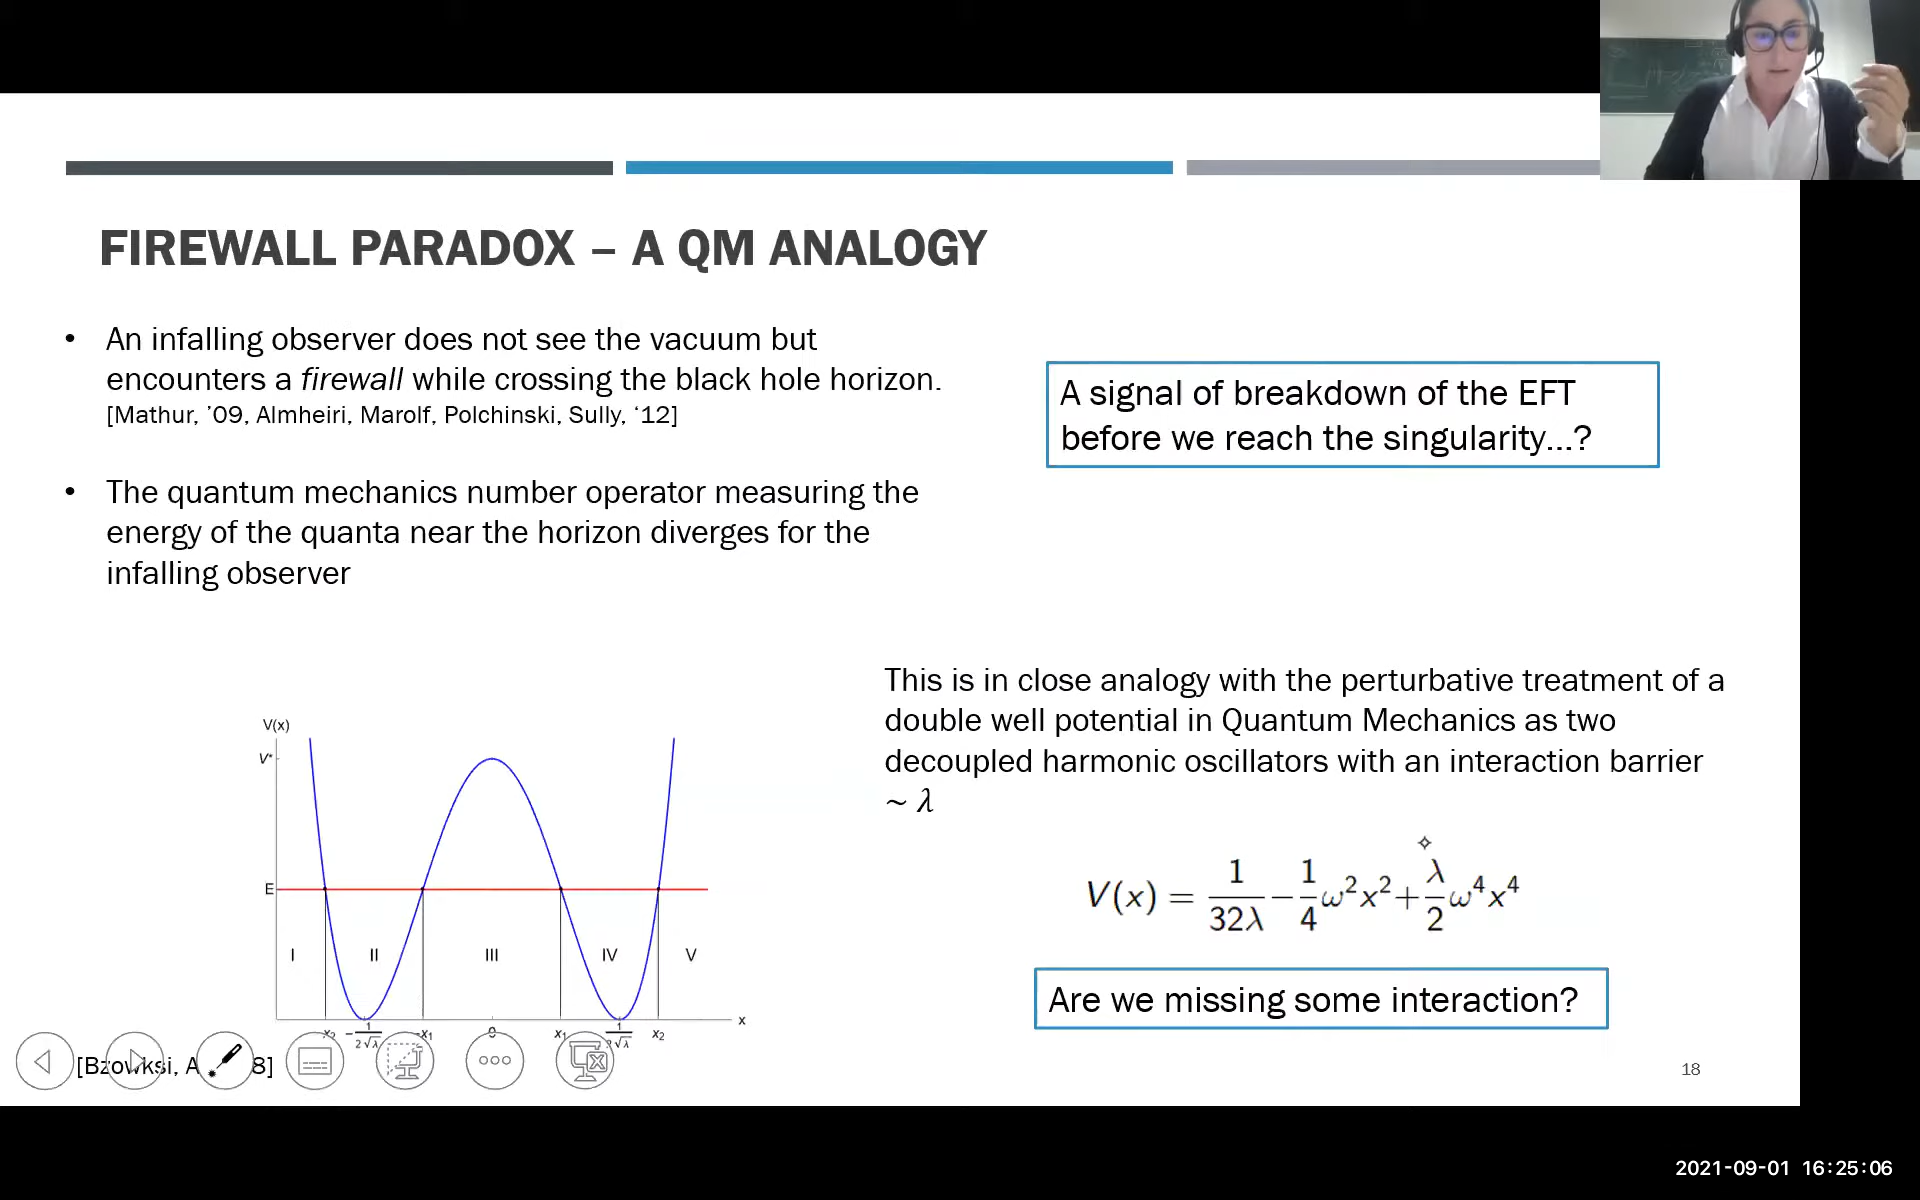 FIREWALL PARADOX – A QM ANALOGY
• An infalling observer does not see the vacuum but
encounters a firewall while crossing the black hole horizon.
[Mathur, ’09, Almheiri, Marolf, Polchinski, Sully, ‘12]
• The quantum mechanics number operator measuring the
energy of the quanta near the horizon diverges for the
infalling observer
A signal of breakdown of the EFT
before we reach the singularity...?
This is in close analogy with the perturbative treatment of a
double well potential in Quantum Mechanics as two
decoupled harmonic oscillators with an interaction barrier
~ λ
V(x) = 1/32λ − 1/4 ω²x² + λ/2 ω⁴x⁴
Are we missing some interaction?
V(x)
V*
E
I II III IV V
x
-1/2√λ 0 x₁ x₂
18
2021-09-01 16:25:06